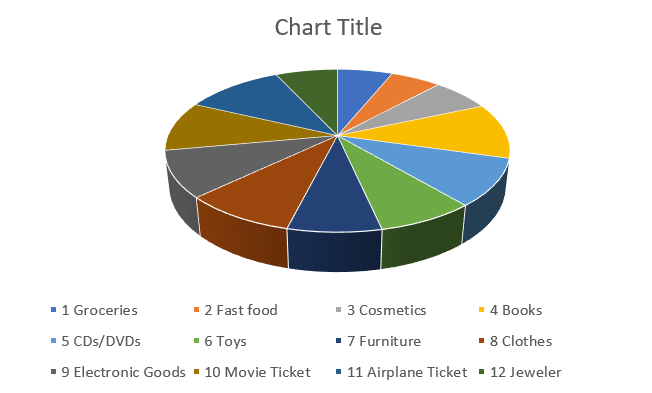 Chart Title
1 Groceries 2 Fast food 3 Cosmetics 4 Books
5 CDs/DVDs 6 Toys 7 Furniture 8 Clothes
9 Electronic Goods 10 Movie Ticket 11 Airplane Ticket 12 Jeweler